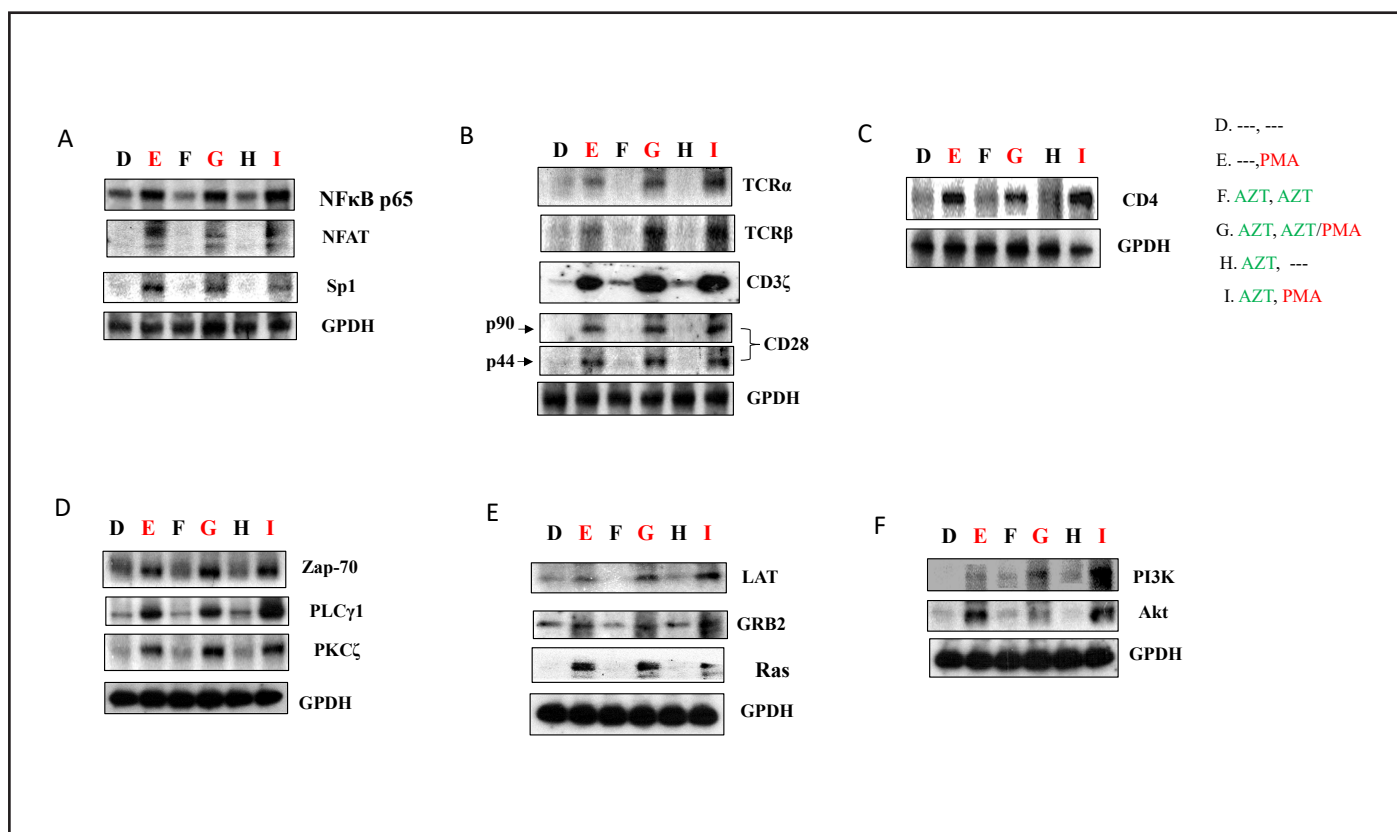 A
D E F G H I
NFκB p65
NFAT
Sp1
GPDH
B
D E F G H I
TCRα
TCRβ
CD3ζ
p90
CD28
p44
GPDH
C
D E F G H I
CD4
GPDH
D. ---, ---
E. ---,PMA
F. AZT, AZT
G. AZT, AZT/PMA
H. AZT, ---
I. AZT, PMA
D
D E F G H I
Zap-70
PLCγ1
PKCζ
GPDH
E
D E F G H I
LAT
GRB2
Ras
GPDH
F
D E F G H I
PI3K
Akt
GPDH